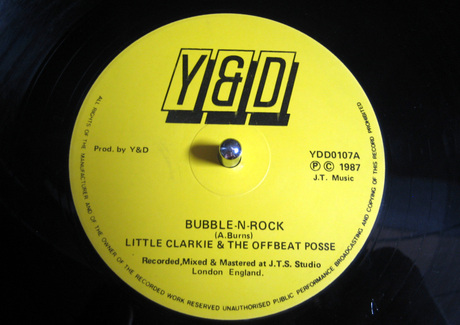 Y&D
Prod. by Y&D
YDD0107A
Ⓟ © 1987
J.T. Music
BUBBLE-N-ROCK
(A.Burns)
LITTLE CLARKIE & THE OFFBEAT POSSE
Recorded,Mixed & Mastered at J.T.S. Studio
London England.
ALL RIGHTS OF THE MANUFACTURER AND OF THE OWNER OF THE RECORDED WORK RESERVED UNAUTHORISED PUBLIC PERFORMANCE BROADCASTING AND COPYING OF THIS RECORD PROHIBITED